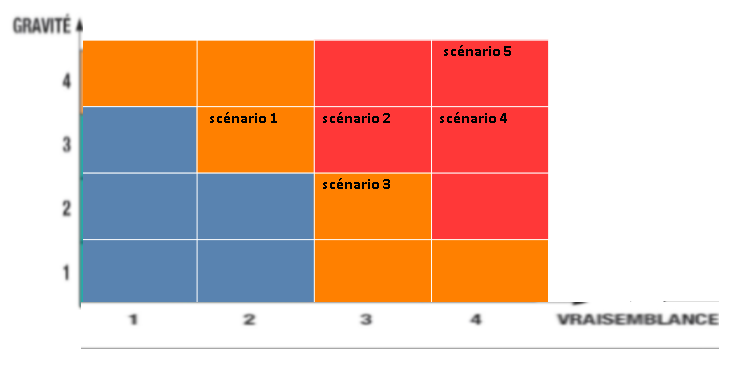 GRAVITÉ
4
scénario 5
3
scénario 1 scénario 2 scénario 4
2
scénario 3
1
1 2 3 4 VRAISEMBLANCE